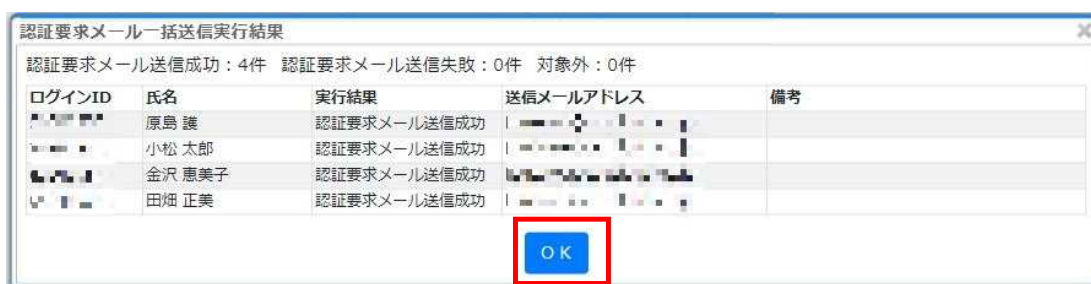 認証要求メール一括送信実行結果
認証要求メール送信成功：4件 認証要求メール送信失敗：0件 対象外：0件
ログインID 氏名 実行結果 送信メールアドレス 備考
原島 護 認証要求メール送信成功
小松 太郎 認証要求メール送信成功
金沢 恵美子 認証要求メール送信成功
田畑 正美 認証要求メール送信成功
ＯＫ